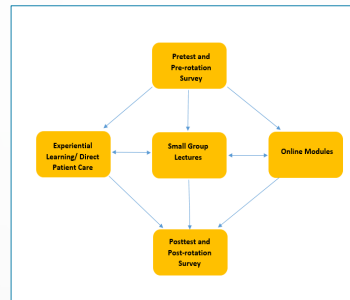 Pretest and
Pre-rotation
Survey
Experiential
Learning/ Direct
Patient Care
Small Group
Lectures
Online Modules
Posttest and
Post-rotation
Survey